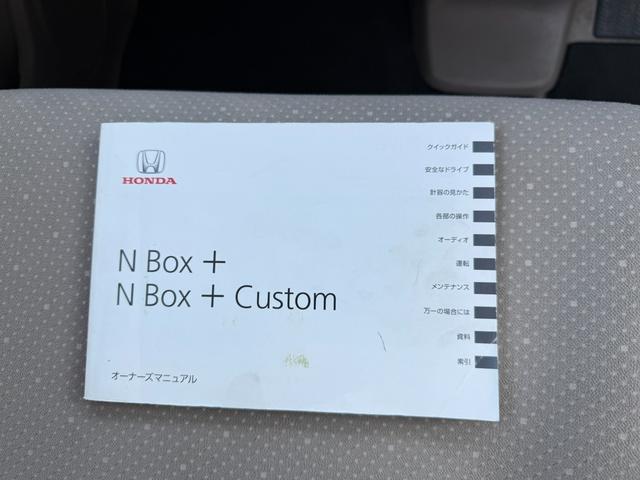 HONDA
N Box +
N Box + Custom
オーナーズマニュアル
クイックガイド
安全なドライブ
計器の見かた
各部の操作
オーディオ
運転
メンテナンス
万一の場合には
資料
索引